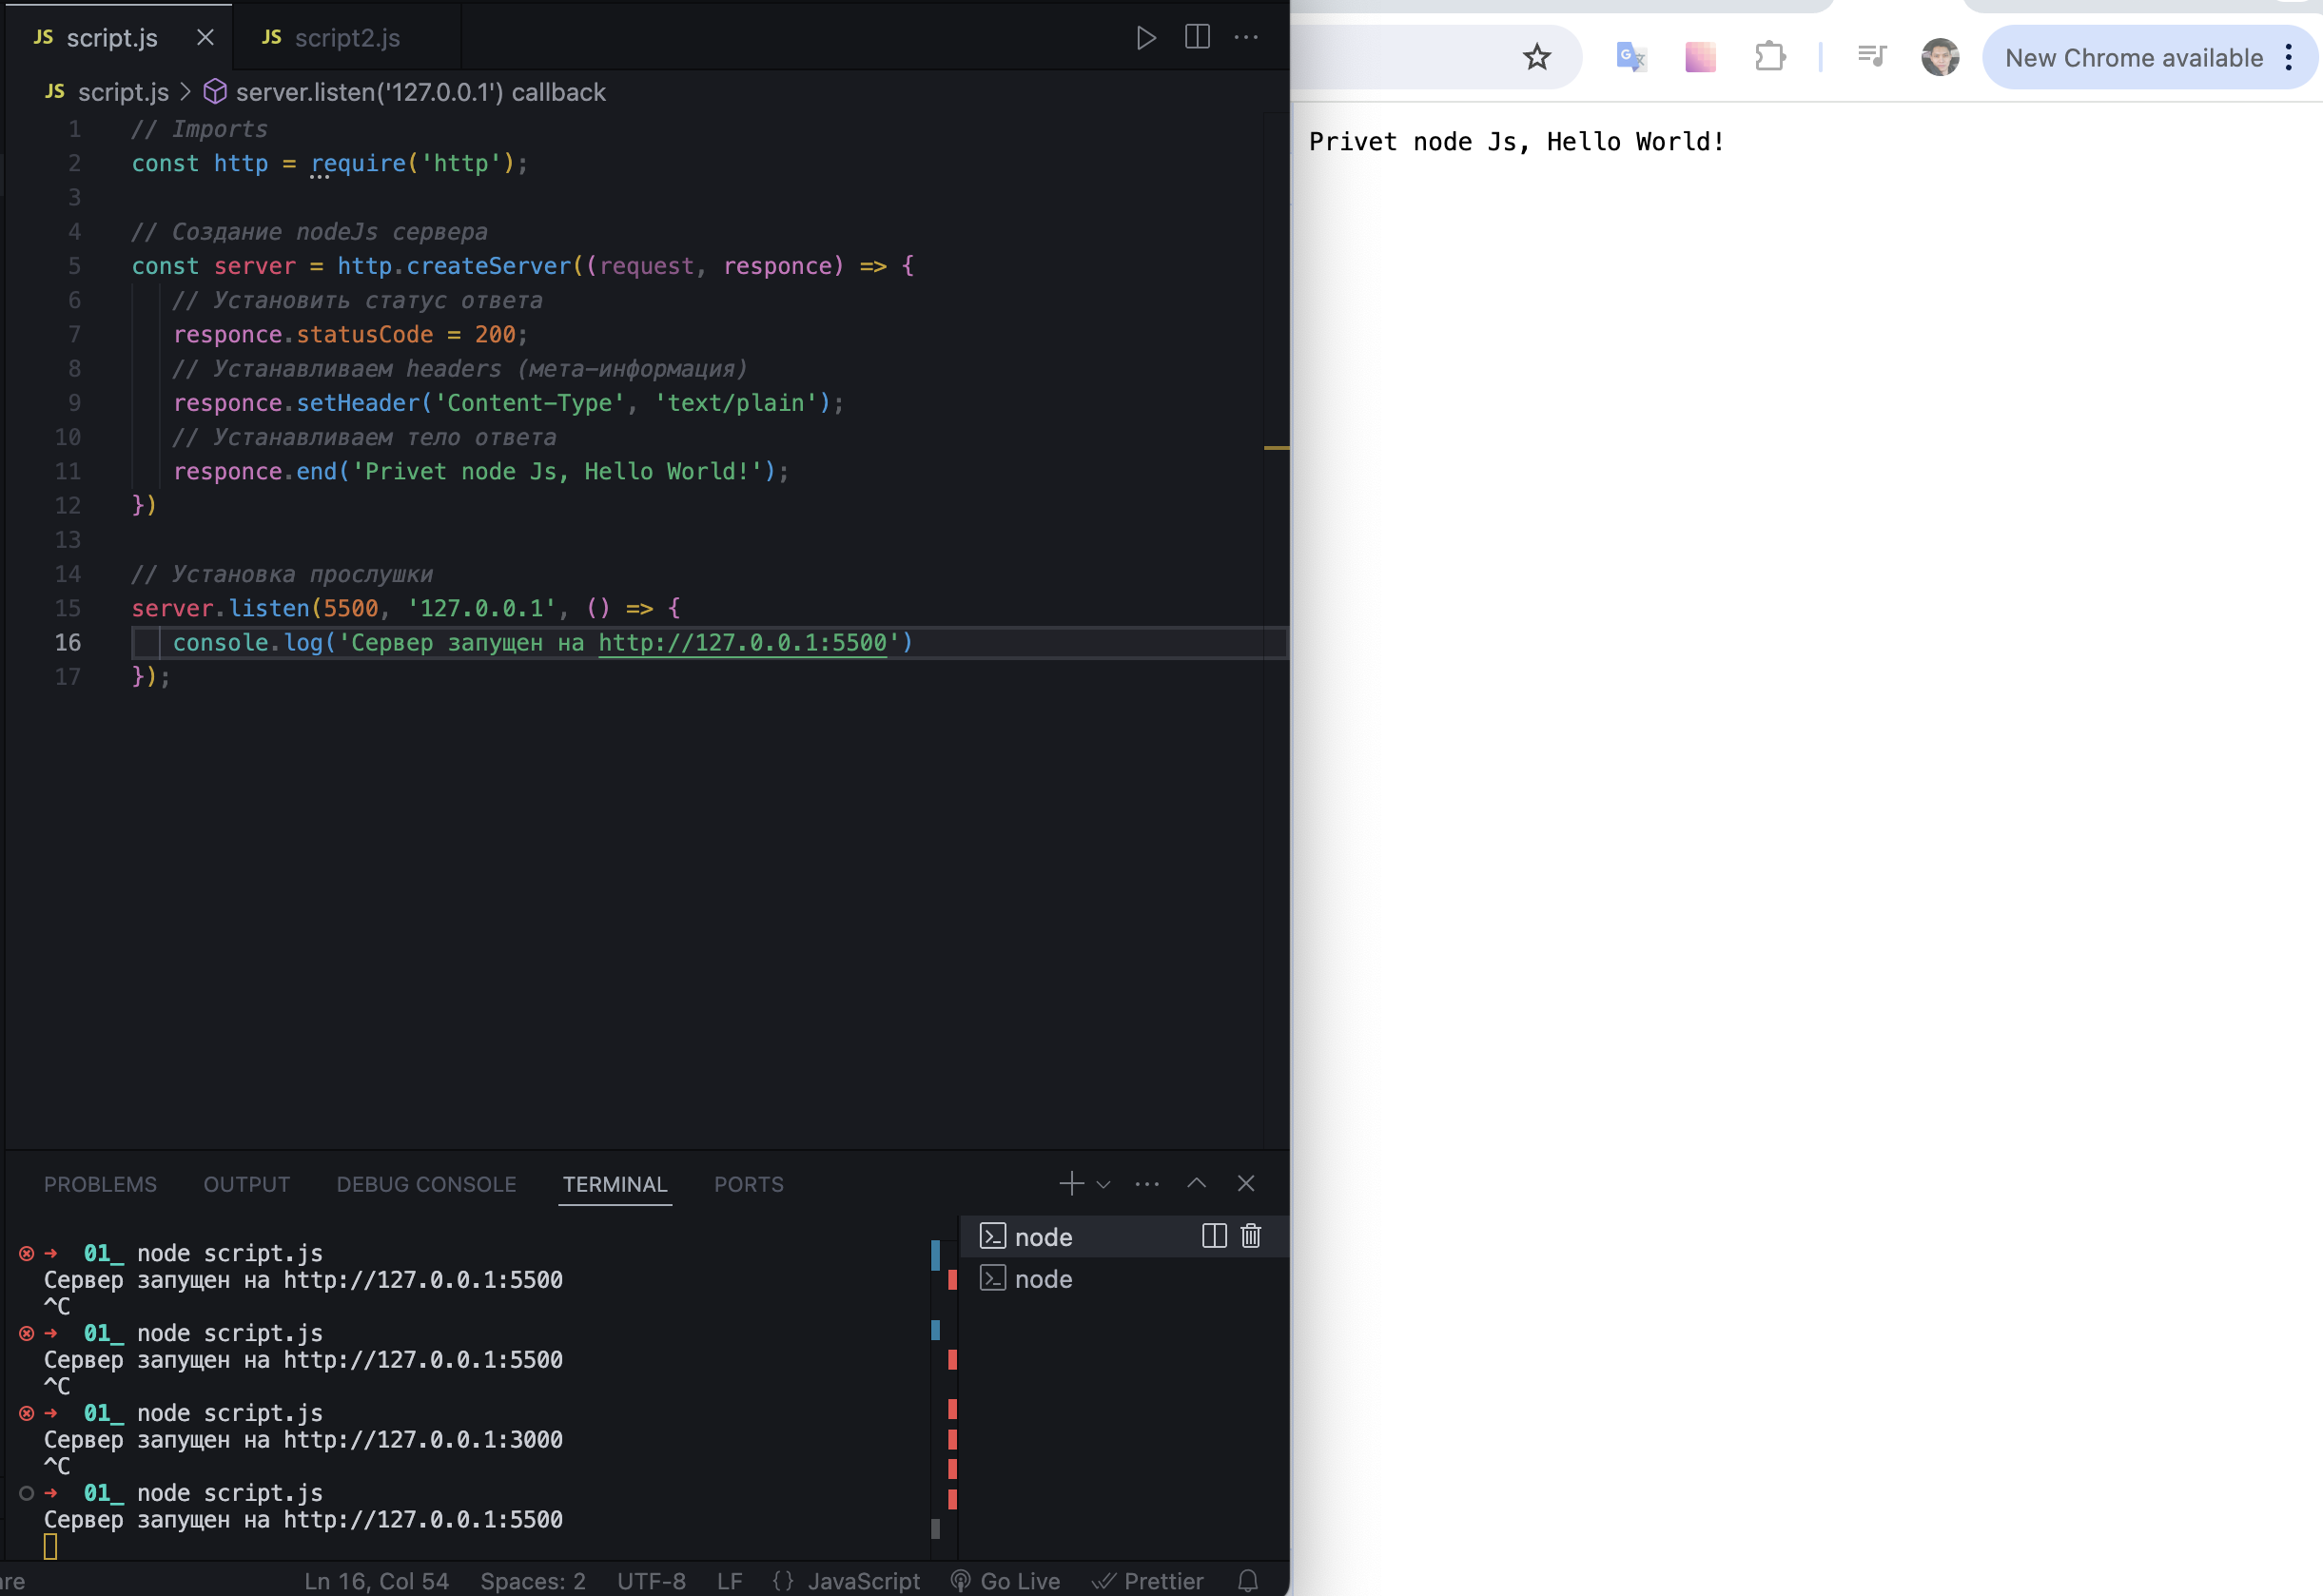 JS script.js
JS script2.js
JS script.js > server.listen('127.0.0.1') callback
1 // Imports
2 const http = require('http');
3
4 // Создание nodeJs сервера
5 const server = http.createServer((request, responce) => {
6 // Установить статус ответа
7 responce.statusCode = 200;
8 // Устанавливаем headers (мета-информация)
9 responce.setHeader('Content-Type', 'text/plain');
10 // Устанавливаем тело ответа
11 responce.end('Privet node Js, Hello World!');
12 })
13
14 // Установка прослушки
15 server.listen(5500, '127.0.0.1', () => {
16 console.log('Сервер запущен на http://127.0.0.1:5500')
17 });
PROBLEMS OUTPUT DEBUG CONSOLE TERMINAL PORTS
➜ 01_ node script.js
Сервер запущен на http://127.0.0.1:5500
^C
➜ 01_ node script.js
Сервер запущен на http://127.0.0.1:5500
^C
➜ 01_ node script.js
Сервер запущен на http://127.0.0.1:3000
^C
➜ 01_ node script.js
Сервер запущен на http://127.0.0.1:5500
node
node
Ln 16, Col 54 Spaces: 2 UTF-8 LF {} JavaScript Go Live Prettier
New Chrome available
Privet node Js, Hello World!